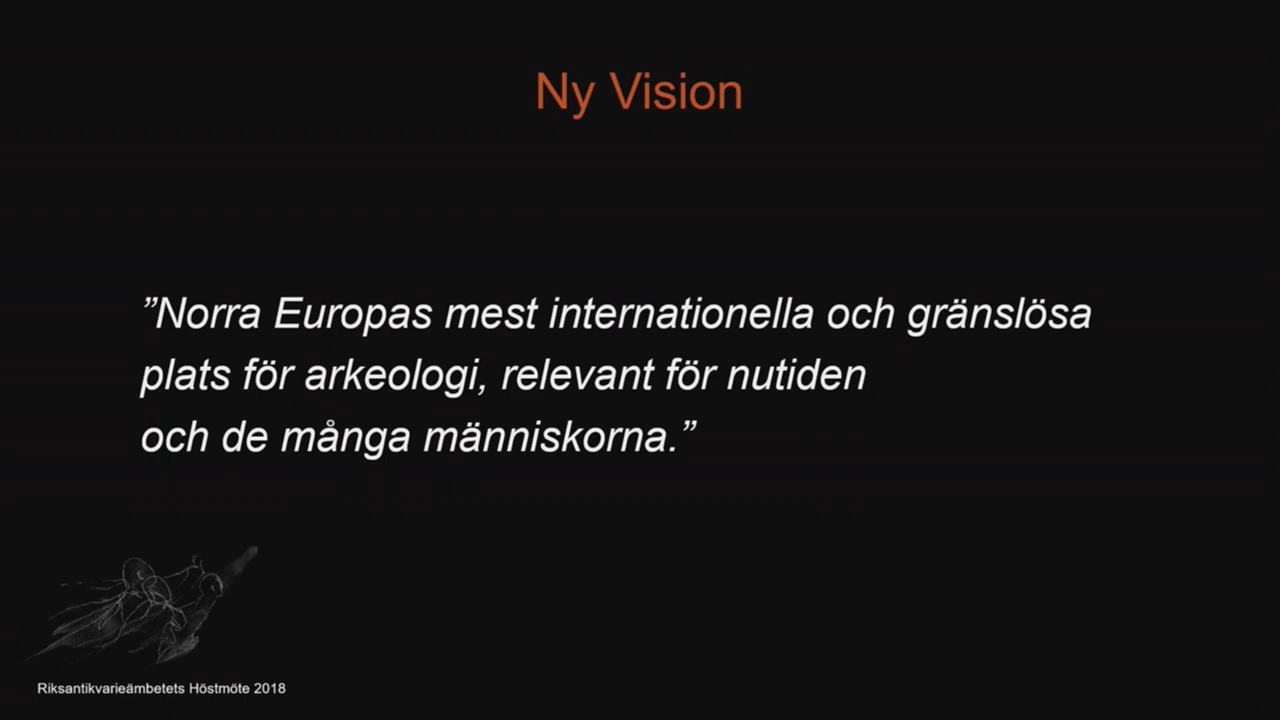 Ny Vision
”Norra Europas mest internationella och gränslösa
plats för arkeologi, relevant för nutiden
och de många människorna.”
Riksantikvarieämbetets Höstmöte 2018